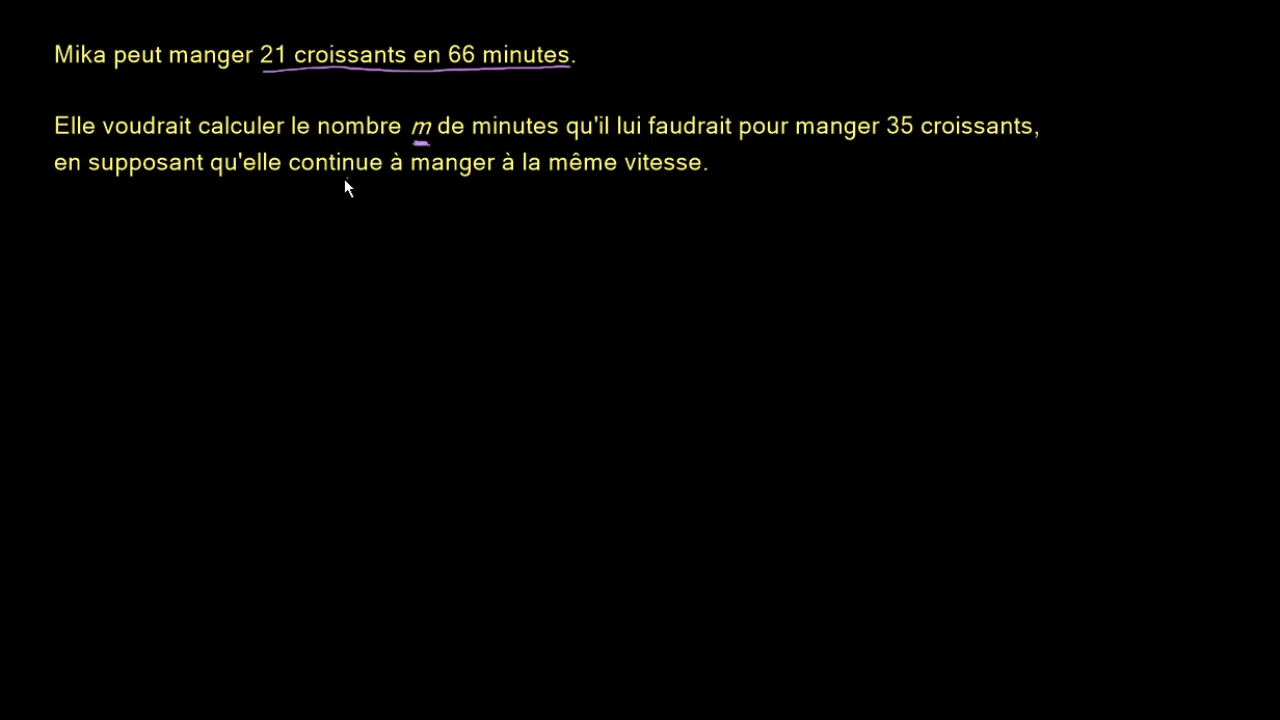 Mika peut manger 21 croissants en 66 minutes.
Elle voudrait calculer le nombre m de minutes qu'il lui faudrait pour manger 35 croissants,
en supposant qu'elle continue à manger à la même vitesse.